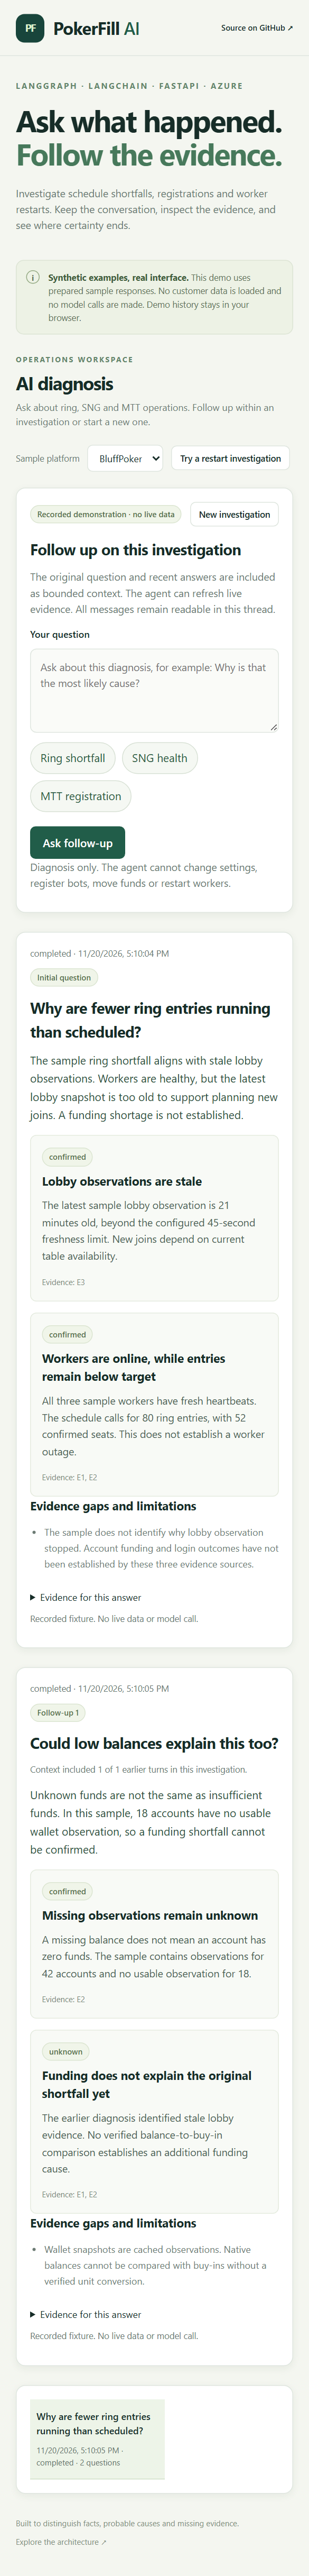 PF PokerFill AI
Source on GitHub ↗
LANGGRAPH · LANGCHAIN · FASTAPI · AZURE
Ask what happened.
Follow the evidence.
Investigate schedule shortfalls, registrations and worker
restarts. Keep the conversation, inspect the evidence, and
see where certainty ends.
i
Synthetic examples, real interface. This demo uses
prepared sample responses. No customer data is loaded and
no model calls are made. Demo history stays in your
browser.
OPERATIONS WORKSPACE
AI diagnosis
Ask about ring, SNG and MTT operations. Follow up within an
investigation or start a new one.
Sample platform
BluffPoker
Try a restart investigation
Recorded demonstration · no live data
New investigation
Follow up on this investigation
The original question and recent answers are included
as bounded context. The agent can refresh live
evidence. All messages remain readable in this thread.
Your question
Ask about this diagnosis, for example: Why is that
the most likely cause?
Ring shortfall
SNG health
MTT registration
Ask follow-up
Diagnosis only. The agent cannot change settings,
register bots, move funds or restart workers.
completed · 11/20/2026, 5:10:04 PM
Initial question
Why are fewer ring entries running
than scheduled?
The sample ring shortfall aligns with stale lobby
observations. Workers are healthy, but the latest
lobby snapshot is too old to support planning new
joins. A funding shortage is not established.
confirmed
Lobby observations are stale
The latest sample lobby observation is 21
minutes old, beyond the configured 45-second
freshness limit. New joins depend on current
table availability.
Evidence: E3
confirmed
Workers are online, while entries
remain below target
All three sample workers have fresh heartbeats.
The schedule calls for 80 ring entries, with 52
confirmed seats. This does not establish a worker
outage.
Evidence: E1, E2
Evidence gaps and limitations
• The sample does not identify why lobby observation
stopped. Account funding and login outcomes have not
been established by these three evidence sources.
▶ Evidence for this answer
Recorded fixture. No live data or model call.
completed · 11/20/2026, 5:10:05 PM
Follow-up 1
Could low balances explain this too?
Context included 1 of 1 earlier turns in this investigation.
Unknown funds are not the same as insufficient
funds. In this sample, 18 accounts have no usable
wallet observation, so a funding shortfall cannot
be confirmed.
confirmed
Missing observations remain unknown
A missing balance does not mean an account has
zero funds. The sample contains observations for
42 accounts and no usable observation for 18.
Evidence: E2
unknown
Funding does not explain the original
shortfall yet
The earlier diagnosis identified stale lobby
evidence. No verified balance-to-buy-in
comparison establishes an additional funding
cause.
Evidence: E1, E2
Evidence gaps and limitations
• Wallet snapshots are cached observations. Native
balances cannot be compared with buy-ins without a
verified unit conversion.
▶ Evidence for this answer
Recorded fixture. No live data or model call.
Why are fewer ring entries
running than scheduled?
11/20/2026, 5:10:05 PM ·
completed · 2 questions
Built to distinguish facts, probable causes and missing evidence.
Explore the architecture ↗